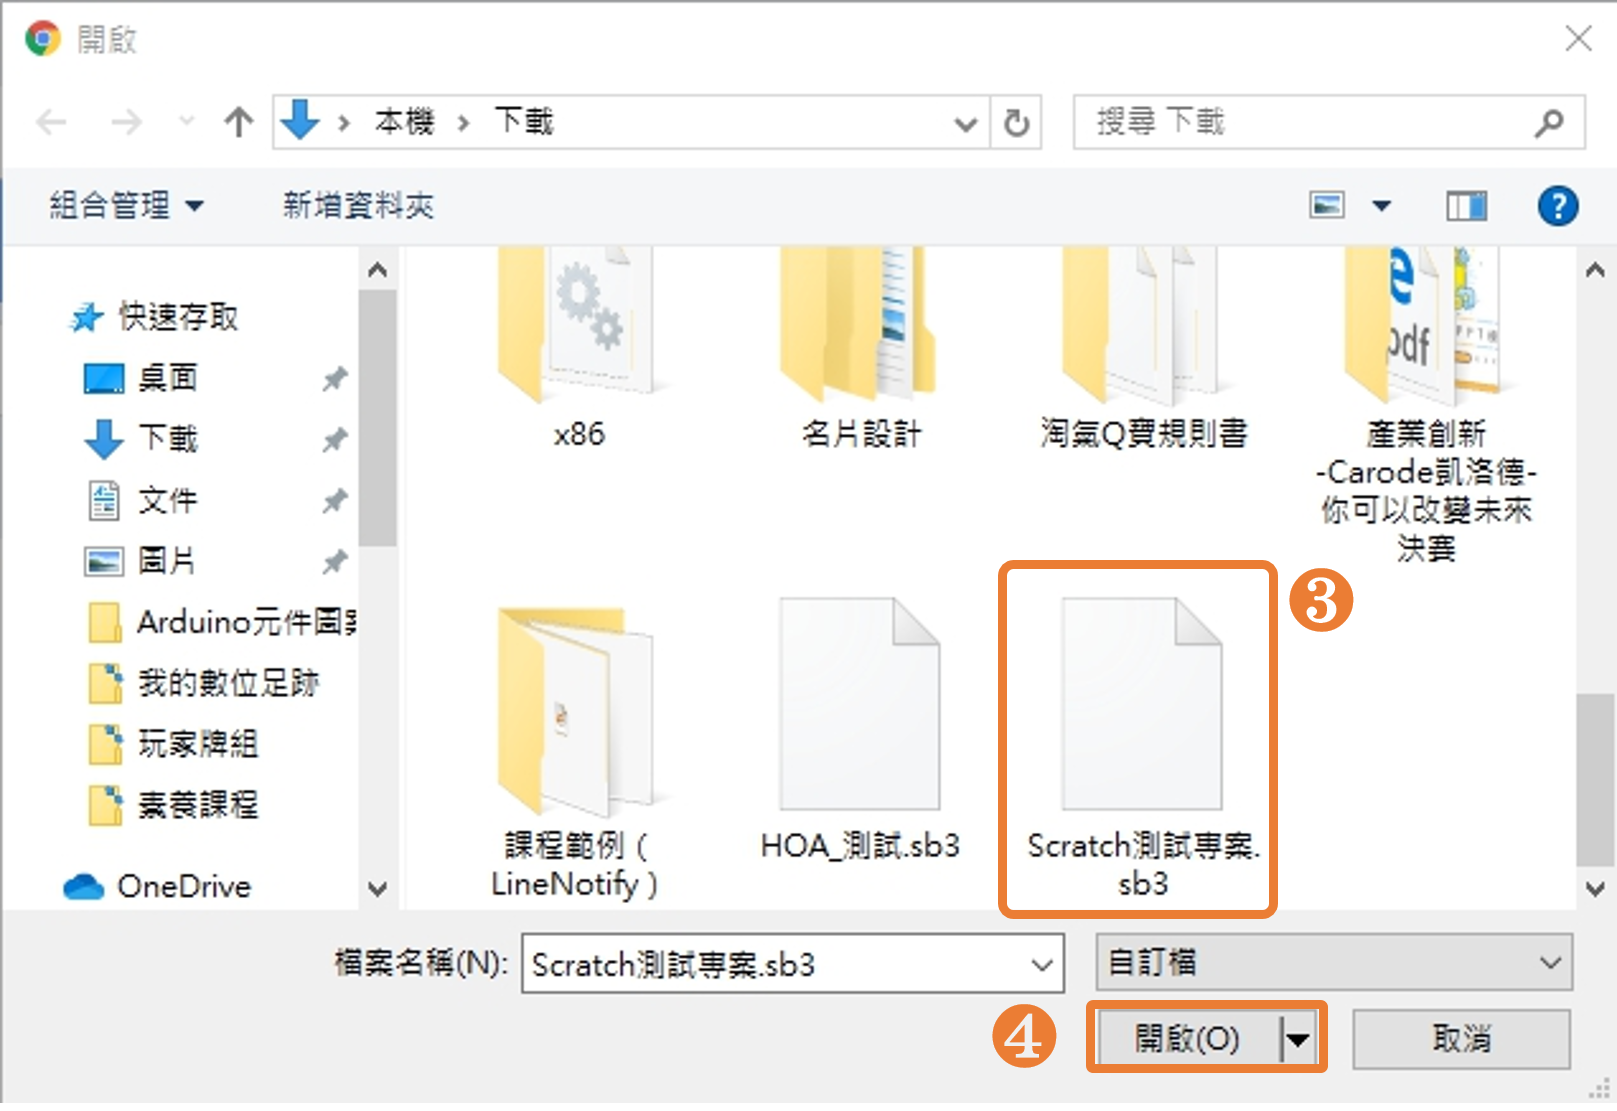 開啟
本機 > 下載
搜尋 下載
組合管理
新增資料夾
?
快速存取
桌面
下載
文件
圖片
Arduino元件圖案
我的數位足跡
玩家牌組
素養課程
OneDrive
pdf
x86
名片設計
淘氣Q寶規則書
產業創新
-Carode凱洛德-
你可以改變未來
決賽
課程範例（
LineNotify）
HOA_測試.sb3
Scratch測試專案.
sb3
3
檔案名稱(N):
Scratch測試專案.sb3
自訂檔
4
開啟(O)
取消